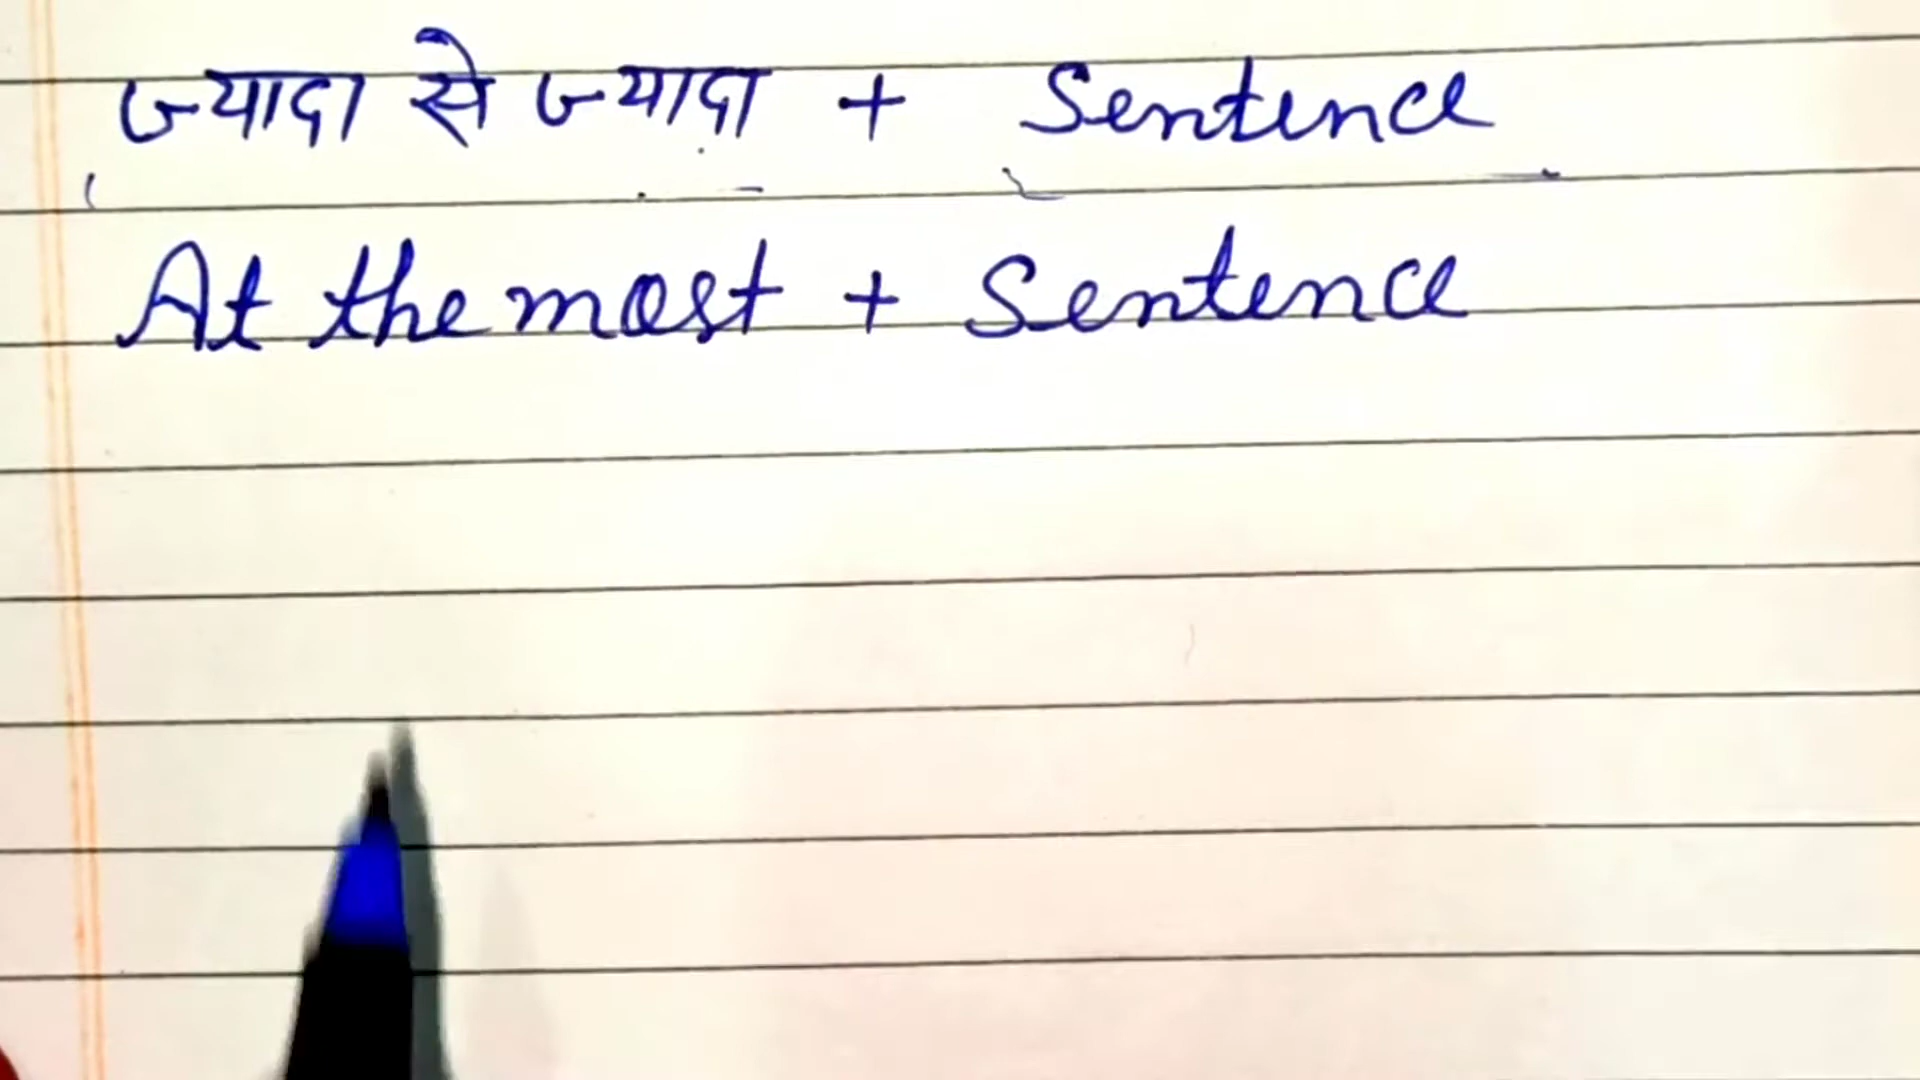 ज्यादा से ज्यादा + Sentence
At the most + Sentence